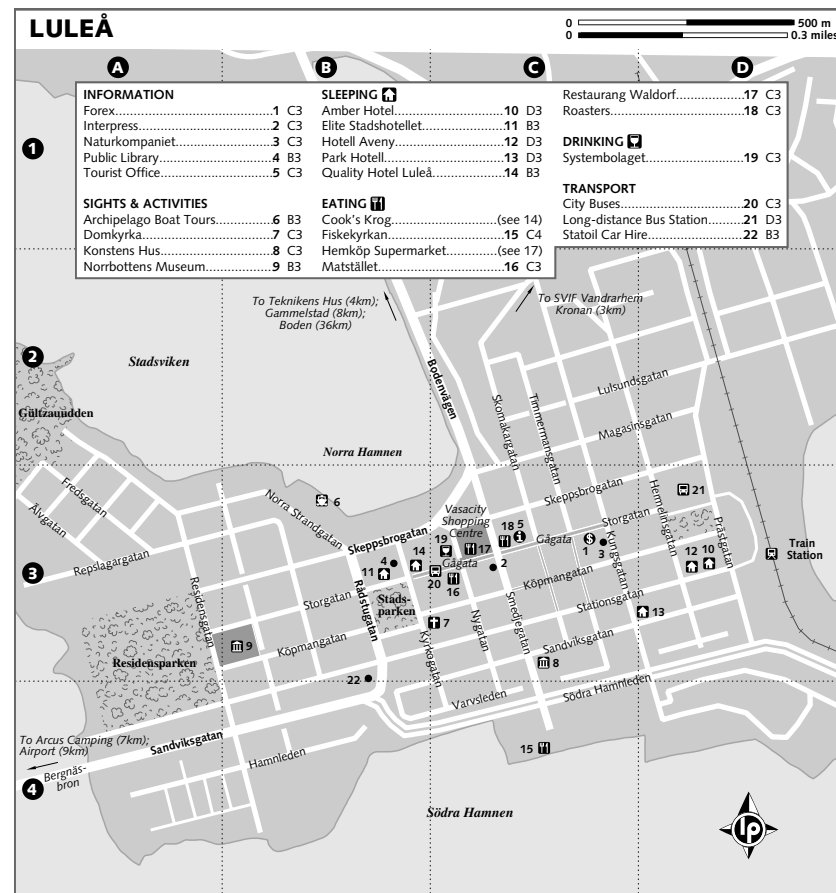 LULEÅ
0 500 m
0 0.3 miles
A
B
C
D
INFORMATION
Forex...1 C3
Interpress...2 C3
Naturkompaniet...3 C3
Public Library...4 B3
Tourist Office...5 C3
SIGHTS & ACTIVITIES
Archipelago Boat Tours...6 B3
Domkyrka...7 C3
Konstens Hus...8 C3
Norrbottens Museum...9 B3
SLEEPING
Amber Hotel...10 D3
Elite Stadshotellet...11 B3
Hotell Aveny...12 D3
Park Hotell...13 D3
Quality Hotel Luleå...14 B3
EATING
Cook's Krog...(see 14)
Fiskekyrkan...15 C4
Hemköp Supermarket...(see 17)
Matstället...16 C3
Restaurang Waldorf...17 C3
Roasters...18 C3
DRINKING
Systembolaget...19 C3
TRANSPORT
City Buses...20 C3
Long-distance Bus Station...21 D3
Statoil Car Hire...22 B3
1
To Teknikens Hus (4km);
Gammelstad (8km);
Boden (36km)
To SVIF Vandrarhem
Kronan (3km)
2
Stadsviken
Gültzauudden
Bodenvägen
Skomakargatan
Timmermansgatan
Lulsundsgatan
Magasinsgatan
Norra Hamnen
Fredsgatan
Älvgatan
Repslagargatan
Norra Strandgatan
6
Skeppsbrogatan
Skeppsbrogatan
Vasacity
Shopping
Centre
Hermelinsgatan
21
Storgatan
Prästgatan
Train
Station
3
Residensgatan
Storgatan
Rådstugatan
4
11
14
19
17
18
5
Gågata
Gågata
20
16
2
1
3
Kungsgatan
12
10
Köpmangatan
Stationsgatan
13
Stads-
parken
7
Kyrkogatan
Nygatan
Smedjegatan
Sandviksgatan
8
9
Köpmangatan
Residensparken
22
Varvsleden
Södra Hamnleden
To Arcus Camping (7km);
Airport (9km)
Sandviksgatan
Hamnleden
Bergnäs-
bron
15
4
Södra Hamnen
lp